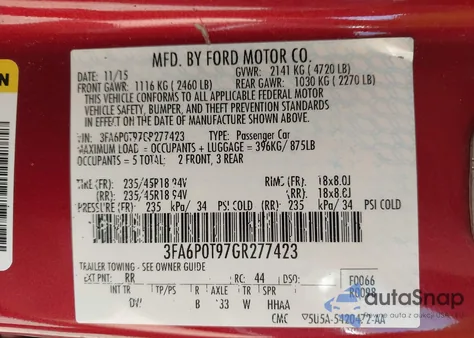 MFD. BY FORD MOTOR CO.
DATE: 11/15 GVWR: 2141 KG ( 4720 LB)
FRONT GAWR: 1116 KG ( 2460 LB) REAR GAWR: 1030 KG ( 2270 LB)
THIS VEHICLE CONFORMS TO ALL APPLICABLE FEDERAL MOTOR
VEHICLE SAFETY, BUMPER, AND THEFT PREVENTION STANDARDS
IN EFFECT ON THE DATE OF MANUFACTURE SHOWN ABOVE.
VIN: 3FA6P0T97GR277423 TYPE: Passenger Car
MAXIMUM LOAD = OCCUPANTS + LUGGAGE = 396KG/ 875LB
OCCUPANTS = 5 TOTAL: 2 FRONT, 3 REAR
TIRE(FR): 235/45R18 94V RIMS(FR): 18x8.0J
(RR): 235/45R18 94V (RR): 18x8.0J
PRESSURE(FR): 235 kPa/ 34 PSI COLD (RR): 235 kPa/ 34 PSI COLD
3FA6P0T97GR277423
TRAILER TOWING - SEE OWNER GUIDE
EXT PNT: RR RC: 44 DSO: F0066
R0098
INT TR TP/PS R AXLE TR SPR
B 33 W HHAA
autoSnap
CMC